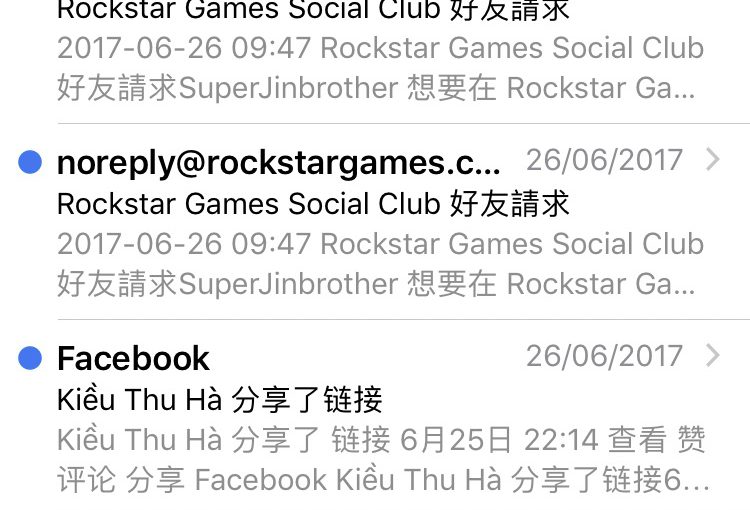 Rockstar Games Social Club 好友請求
2017-06-26 09:47 Rockstar Games Social Club
好友請求SuperJinbrother 想要在 Rockstar Ga...
noreply@rockstargames.c... 26/06/2017
Rockstar Games Social Club 好友請求
2017-06-26 09:47 Rockstar Games Social Club
好友請求SuperJinbrother 想要在 Rockstar Ga...
Facebook 26/06/2017
Kiều Thu Hà 分享了链接
Kiều Thu Hà 分享了 链接 6月25日 22:14 查看 赞
评论 分享 Facebook Kiều Thu Hà 分享了链接6...